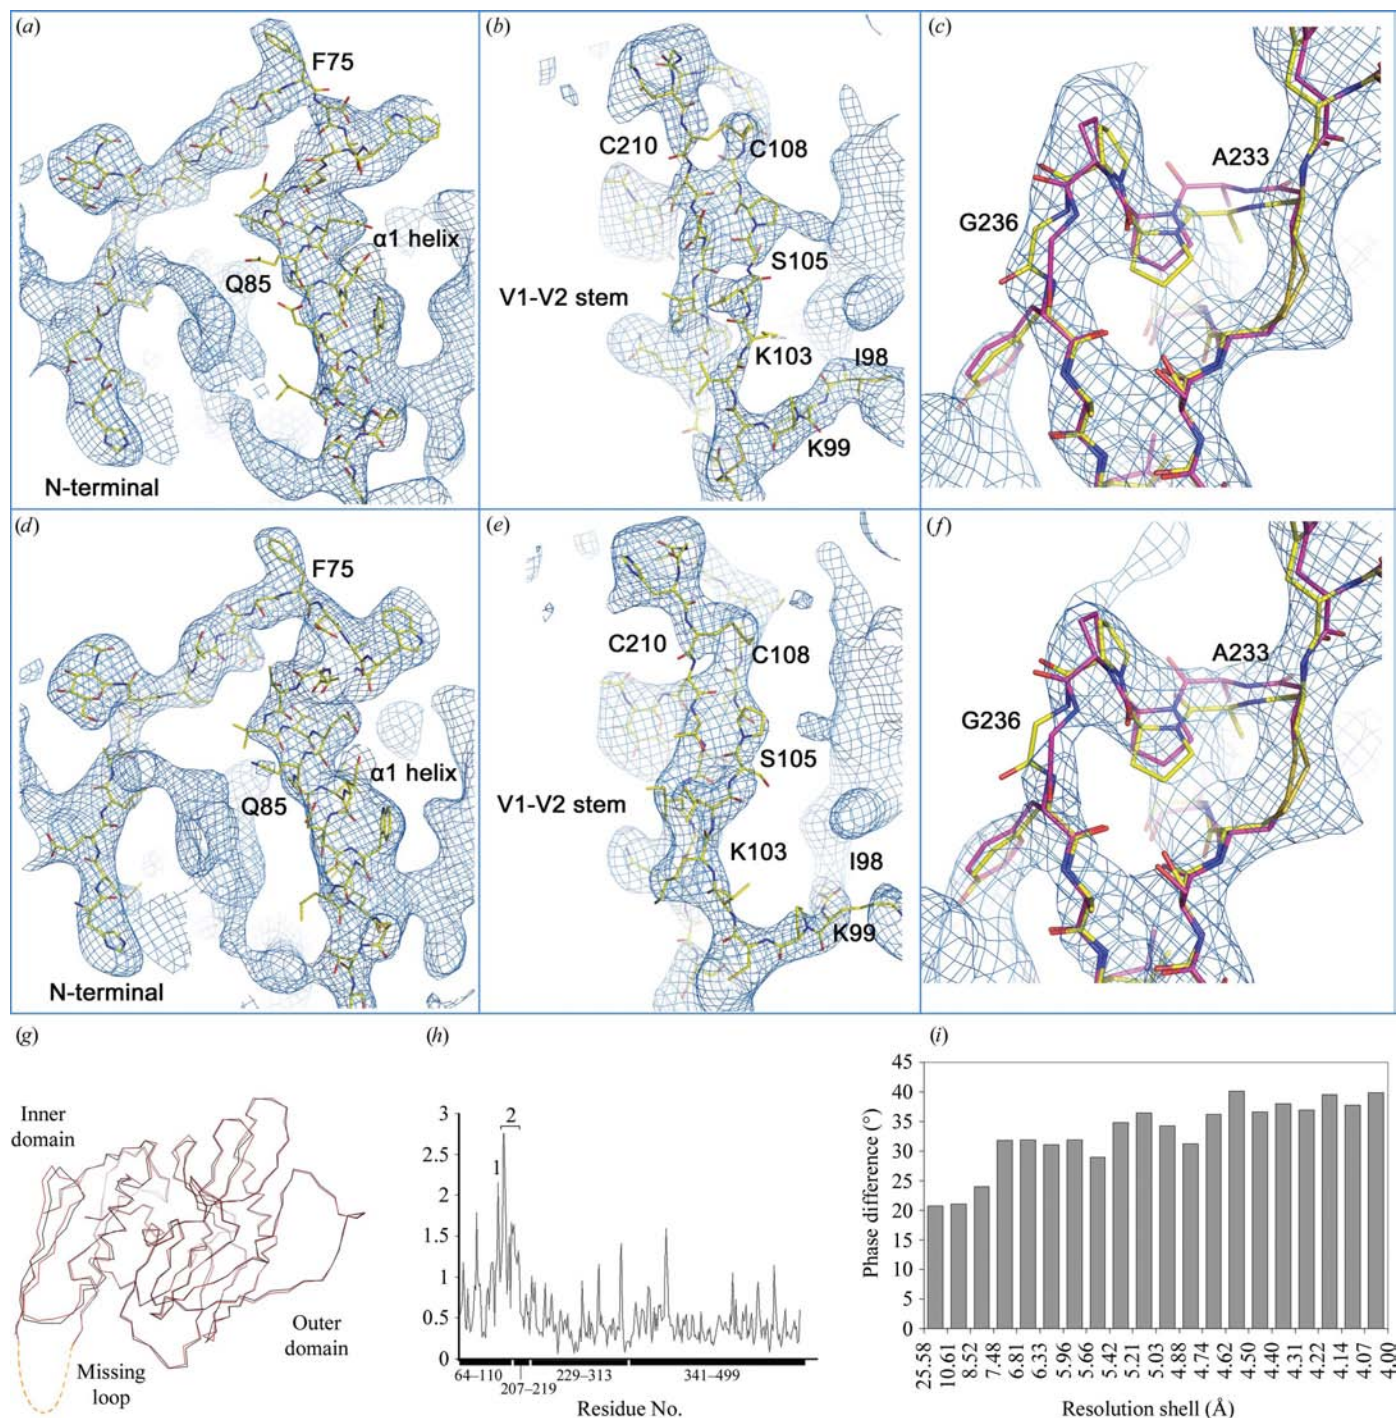 (a)
F75
α1 helix
Q85
N-terminal
(b)
C210
C108
S105
V1-V2 stem
K103
I98
K99
(c)
A233
G236
(d)
F75
α1 helix
Q85
N-terminal
(e)
C210
C108
S105
V1-V2 stem
K103
I98
K99
(f)
A233
G236
(g)
Inner
domain
Outer
domain
Missing
loop
(h)
3
2.5
2
1.5
1
0.5
0
2
1
64–110
207–219
229–313
341–499
Residue No.
(i)
Phase difference (°)
45
40
35
30
25
20
15
10
5
0
25.58
10.61
8.52
7.48
6.81
6.33
5.96
5.66
5.42
5.21
5.03
4.88
4.74
4.62
4.50
4.40
4.31
4.22
4.14
4.07
4.00
Resolution shell (Å)